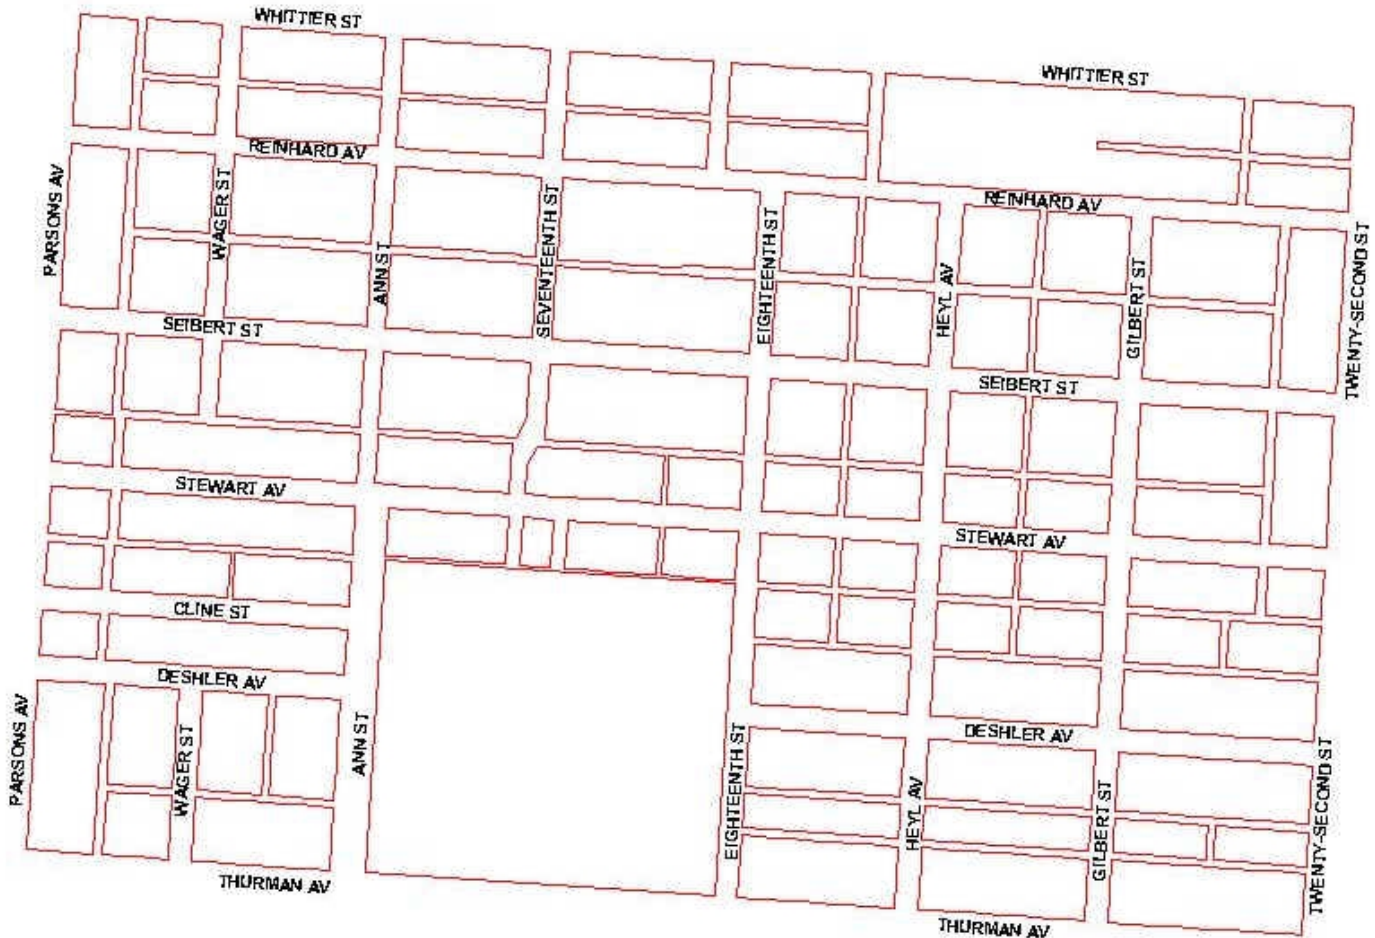 WHITTIER ST
WHITTIER ST
REINHARD AV
REINHARD AV
PARSONS AV
WAGER ST
ANN ST
SEVENTEENTH ST
EIGHTEENTH ST
HEYL AV
GILBERT ST
TWENTY-SECOND ST
SEIBERT ST
SEIBERT ST
STEWART AV
STEWART AV
CLINE ST
DESHLER AV
DESHLER AV
PARSONS AV
WAGER ST
ANN ST
EIGHTEENTH ST
HEYL AV
GILBERT ST
TWENTY-SECOND ST
THURMAN AV
THURMAN AV